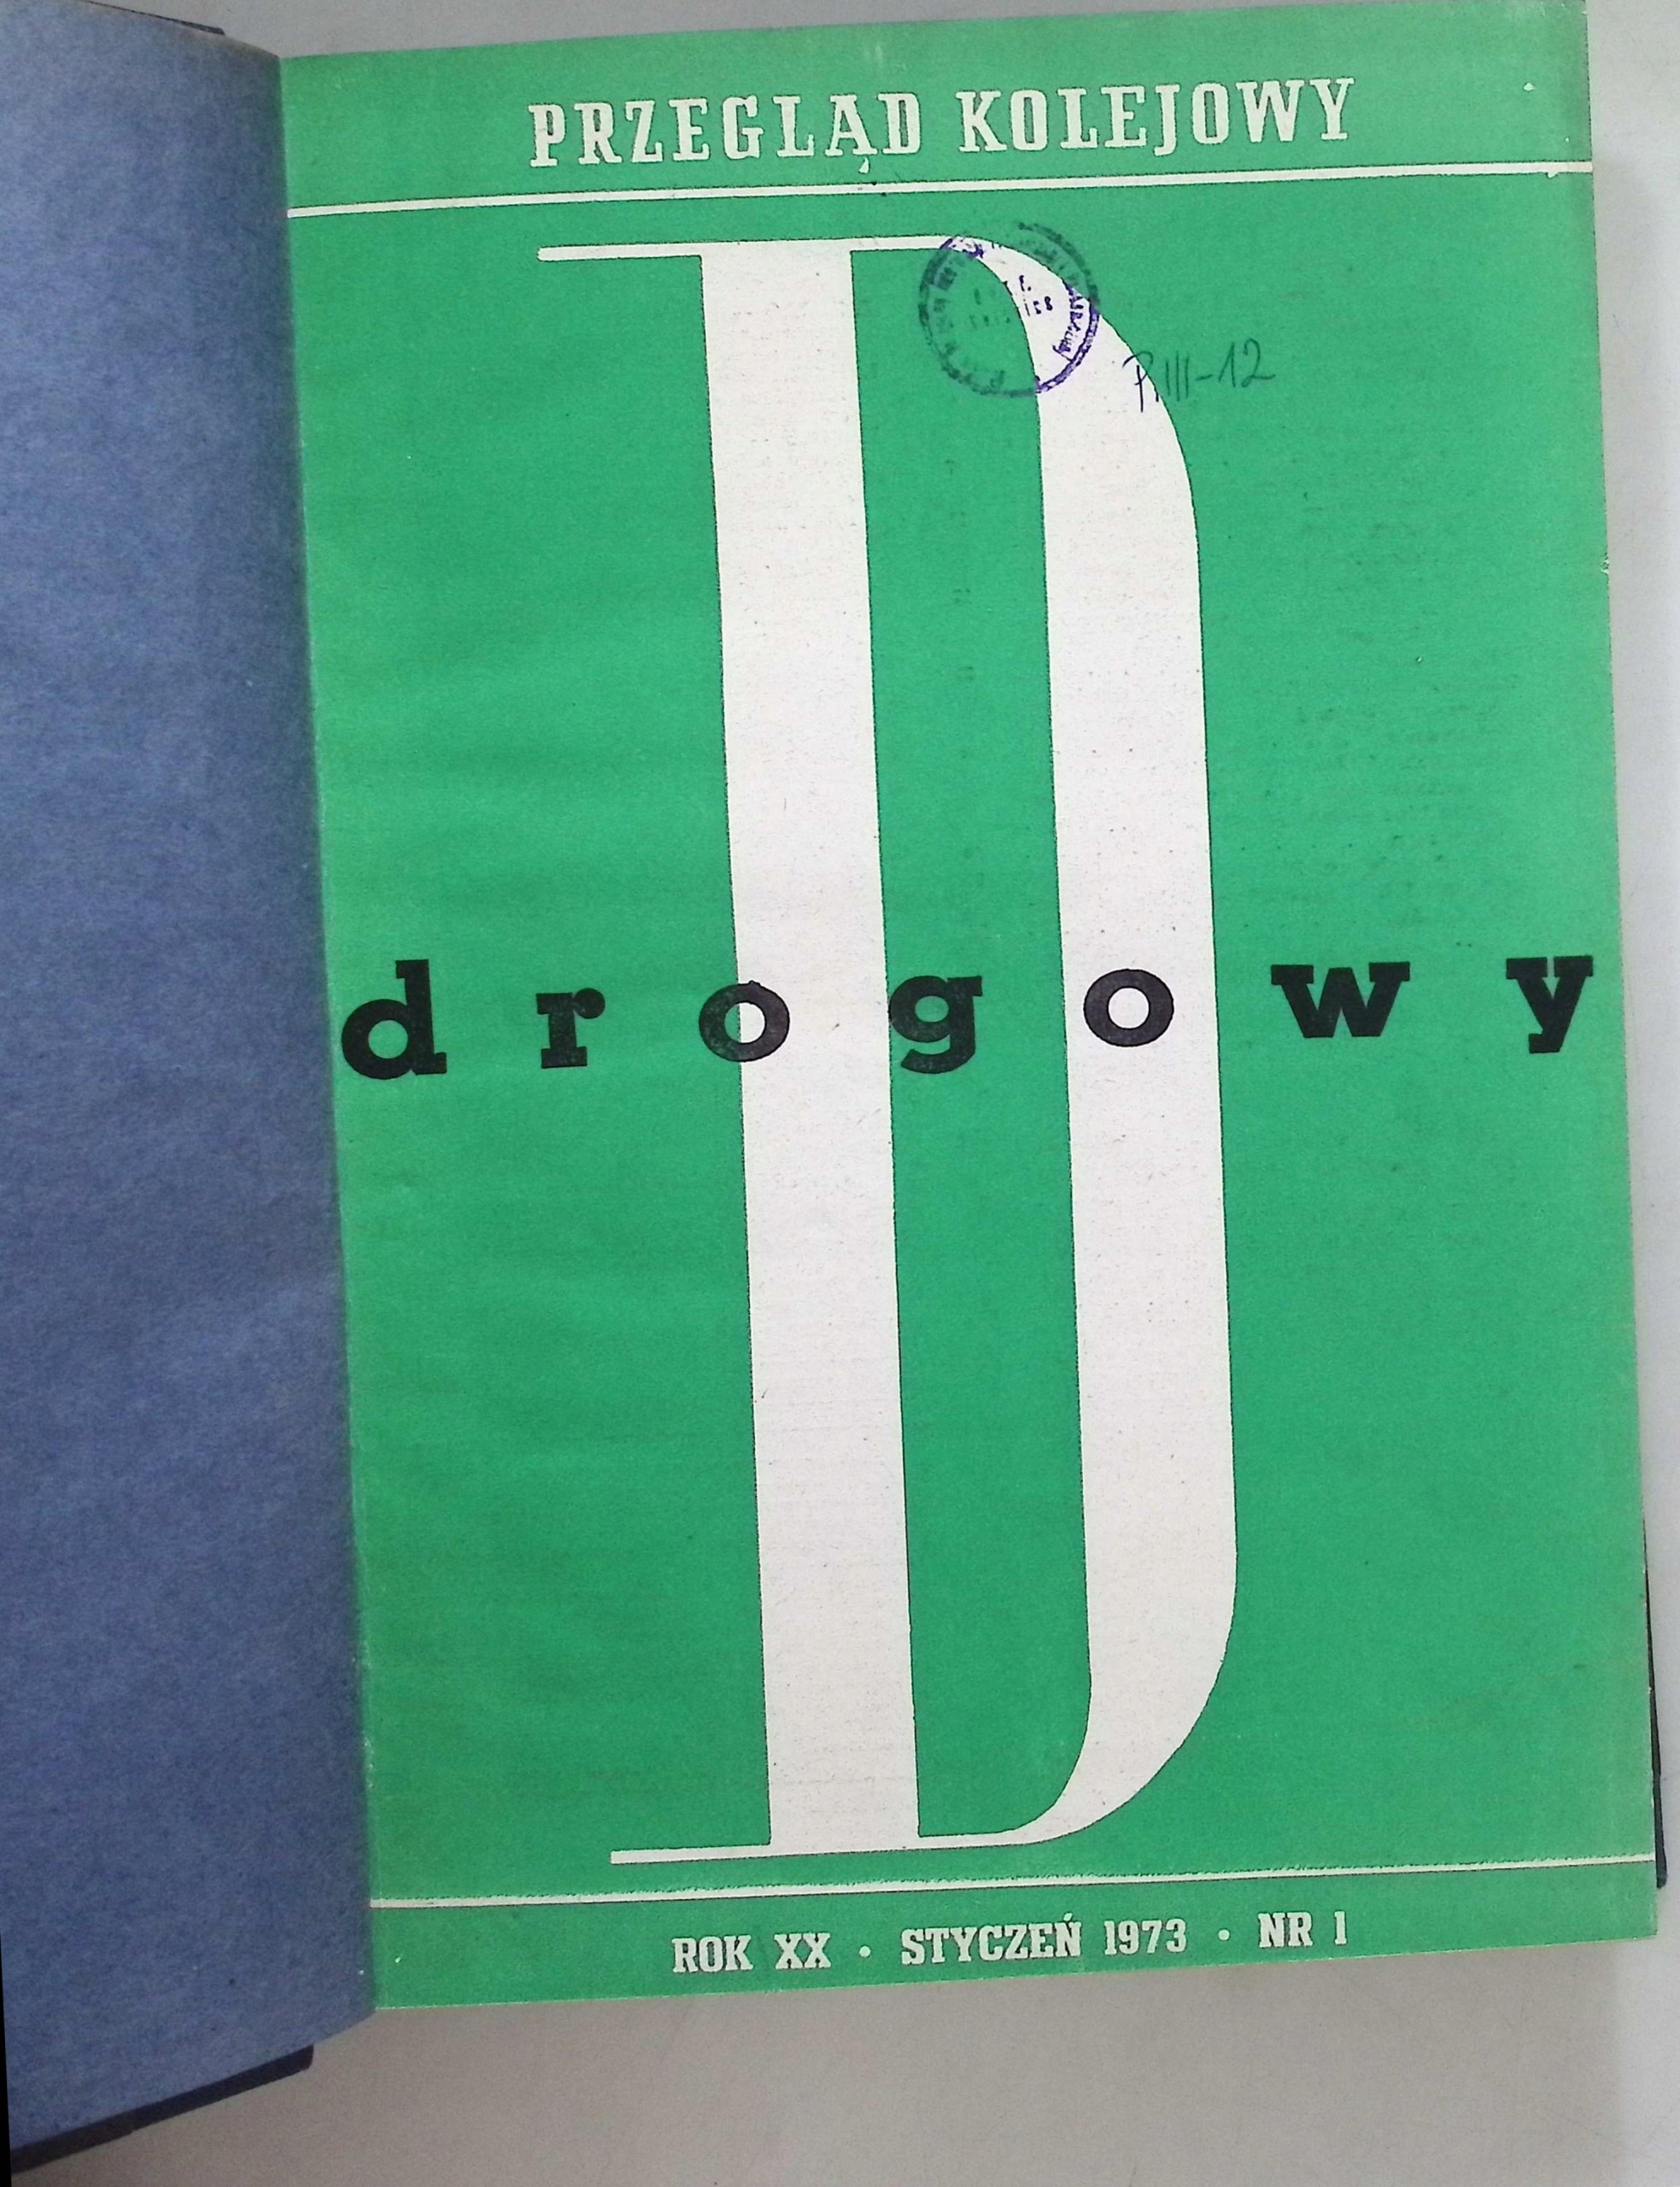 PRZEGLĄD KOLEJOWY
D
P.III-12
drogowy
ROK XX • STYCZEŃ 1973 • NR 1